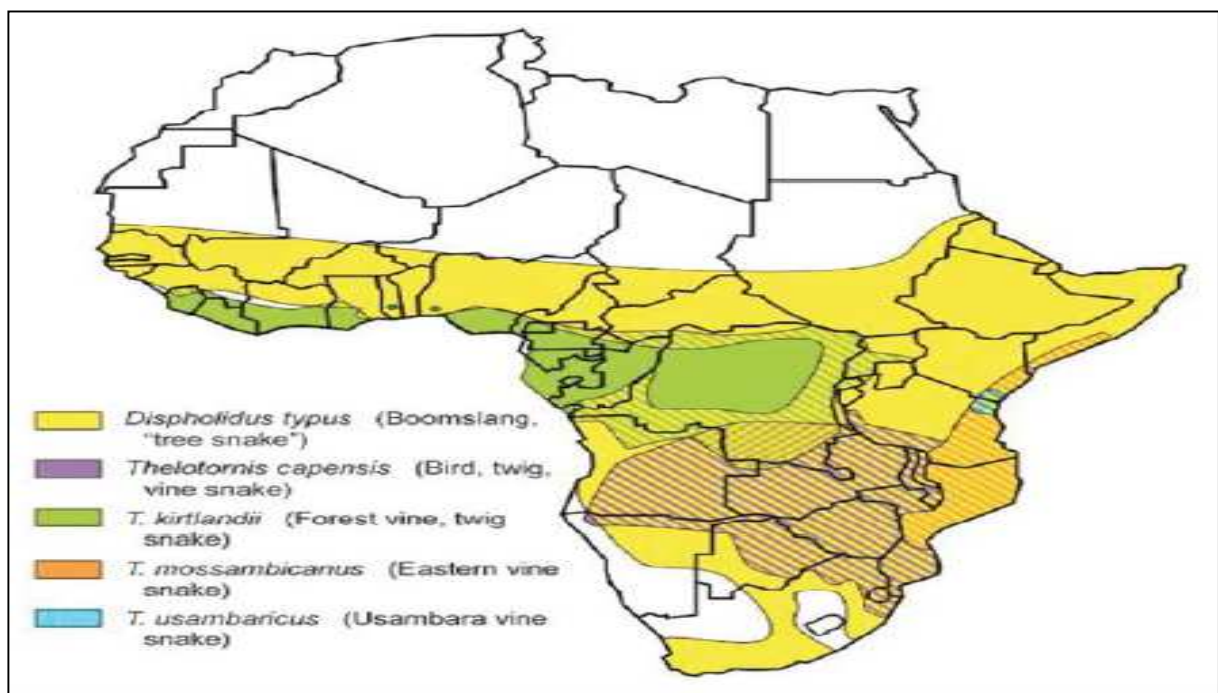 Dispholidus typus (Boomslang,
"tree snake")
Thelotornis capensis (Bird, twig,
vine snake)
T. kirtlandii (Forest vine, twig
snake)
T. mossambicanus (Eastern vine
snake)
T. usambaricus (Usambara vine
snake)